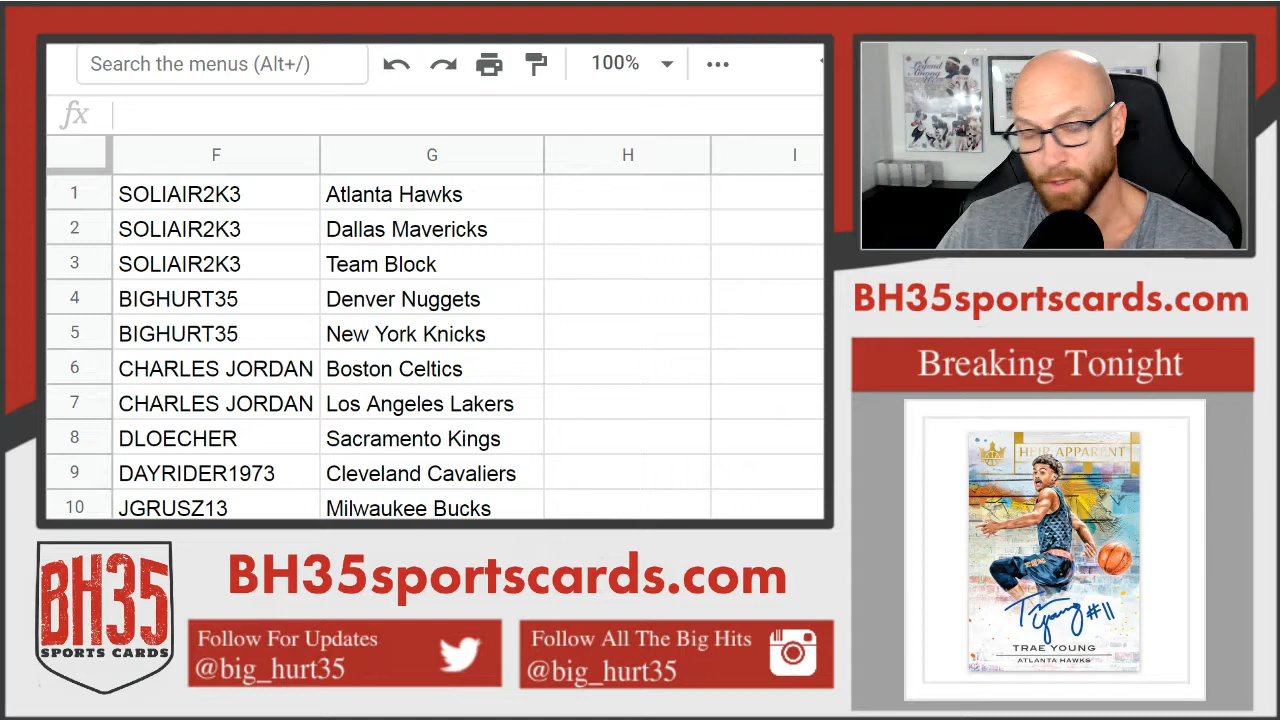 Search the menus (Alt+/)
100%
fx
F G H I
1 SOLIAIR2K3 Atlanta Hawks
2 SOLIAIR2K3 Dallas Mavericks
3 SOLIAIR2K3 Team Block
4 BIGHURT35 Denver Nuggets
5 BIGHURT35 New York Knicks
6 CHARLES JORDAN Boston Celtics
7 CHARLES JORDAN Los Angeles Lakers
8 DLOECHER Sacramento Kings
9 DAYRIDER1973 Cleveland Cavaliers
10 JGRUSZ13 Milwaukee Bucks
BH35sportscards.com
Breaking Tonight
HEIR APPARENT
#11
TRAE YOUNG
ATLANTA HAWKS
BH35
SPORTS CARDS
BH35sportscards.com
Follow For Updates
@big_hurt35
Follow All The Big Hits
@big_hurt35